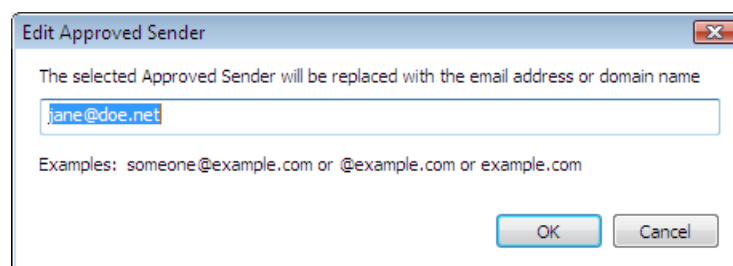 Edit Approved Sender
The selected Approved Sender will be replaced with the email address or domain name
jane@doe.net
Examples: someone@example.com or @example.com or example.com
OK Cancel